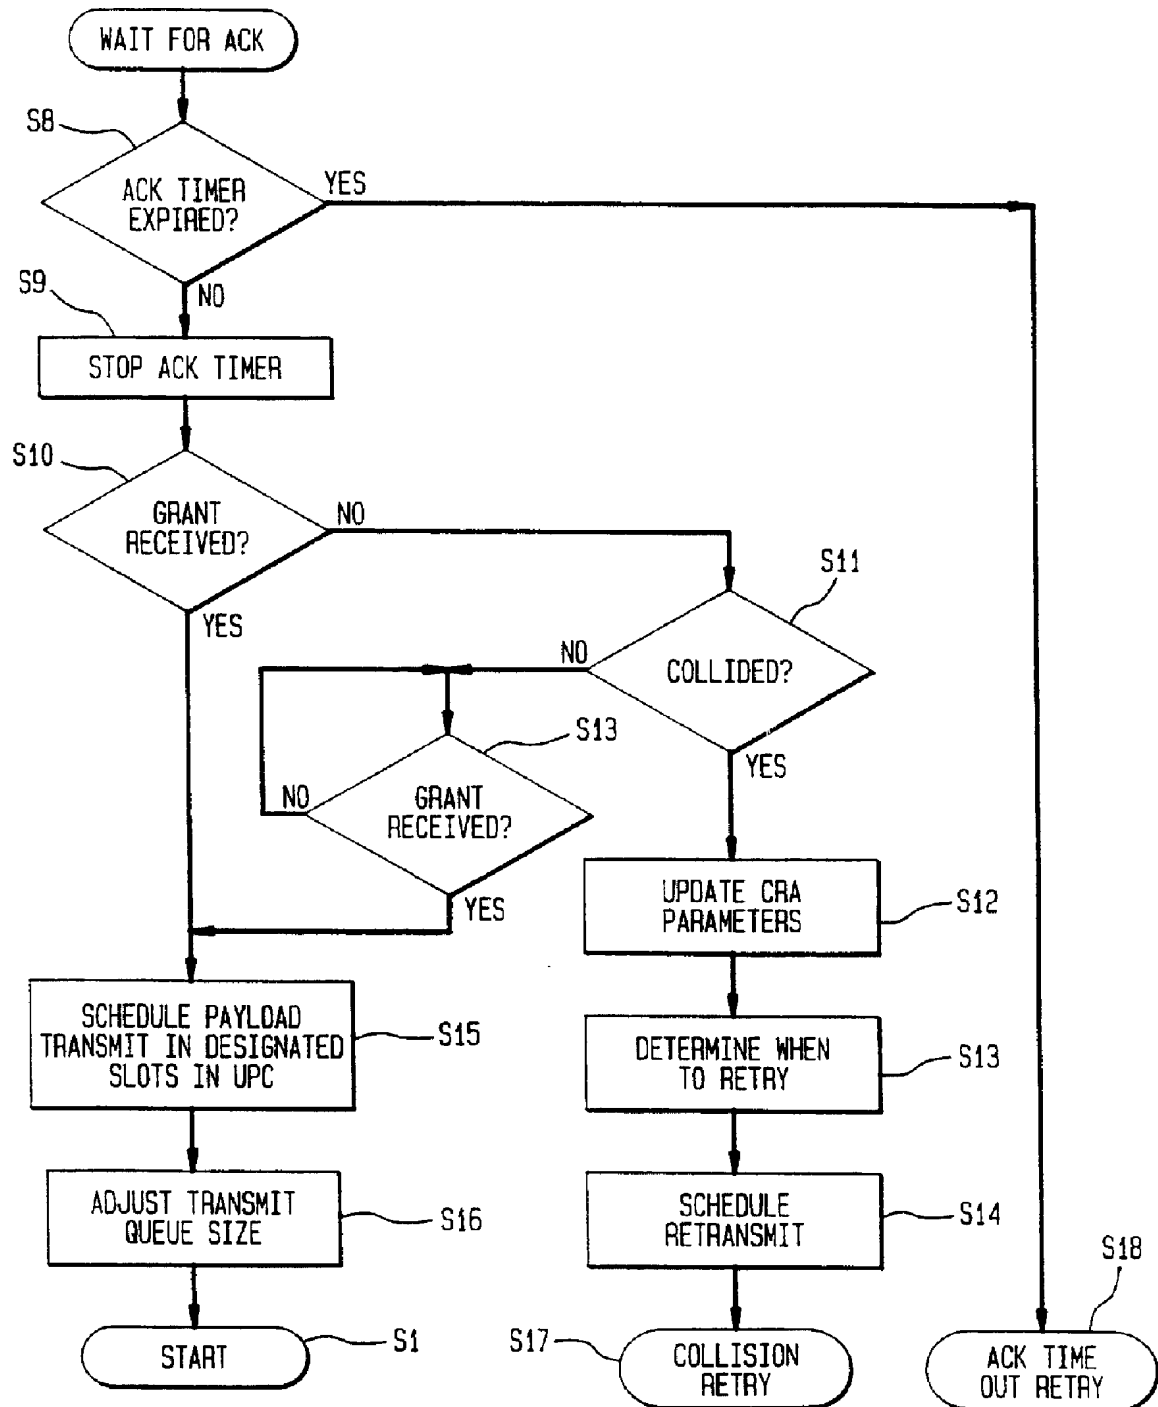 WAIT FOR ACK
S8
ACK TIMER
EXPIRED?
YES
NO
S9
STOP ACK TIMER
S10
GRANT
RECEIVED?
NO
YES
S11
COLLIDED?
NO
YES
S13
GRANT
RECEIVED?
NO
YES
UPDATE CRA
PARAMETERS
S12
SCHEDULE PAYLOAD
TRANSMIT IN DESIGNATED
SLOTS IN UPC
S15
DETERMINE WHEN
TO RETRY
S13
ADJUST TRANSMIT
QUEUE SIZE
S16
SCHEDULE
RETRANSMIT
S14
START
S1
S17
COLLISION
RETRY
S18
ACK TIME
OUT RETRY